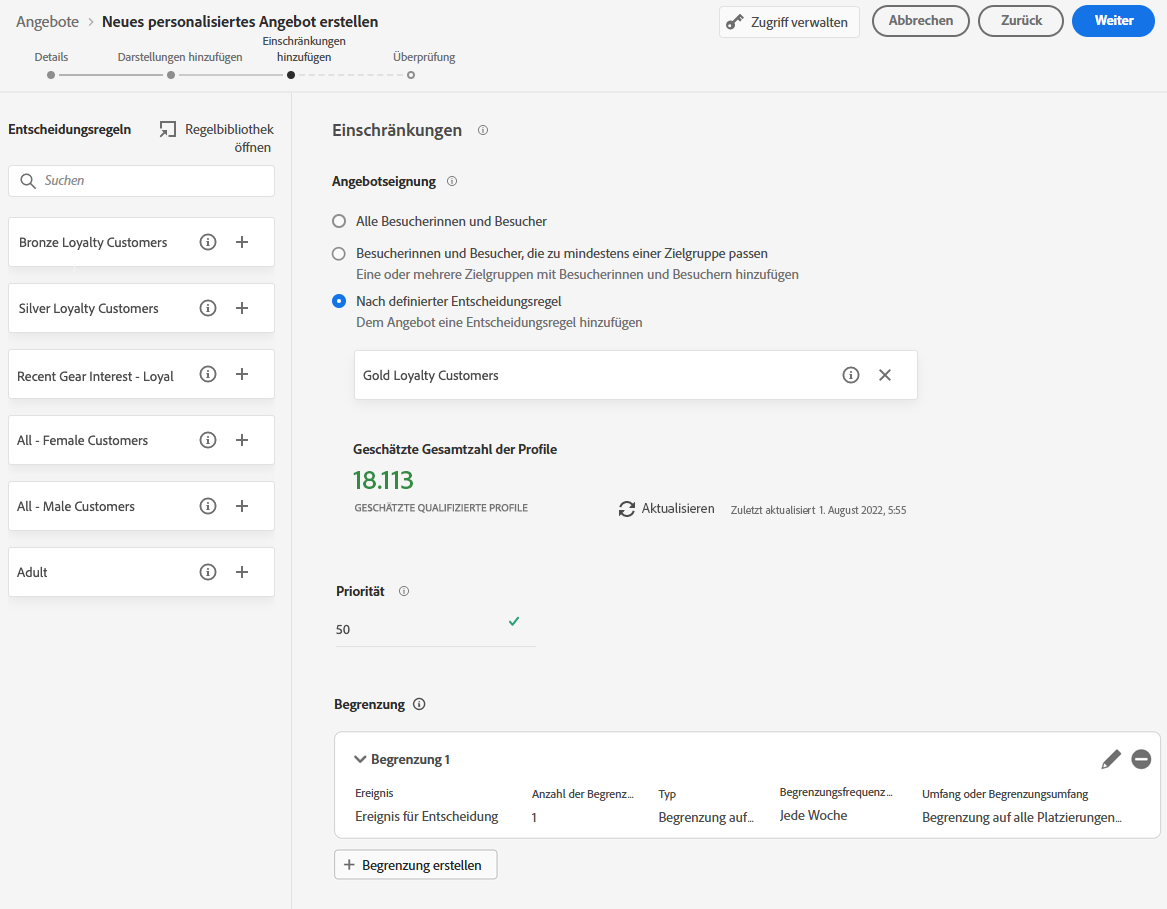 Angebote > Neues personalisiertes Angebot erstellen
Zugriff verwalten
Abbrechen
Zurück
Weiter
Details
Darstellungen hinzufügen
Einschränkungen
hinzufügen
Überprüfung
Entscheidungsregeln
Regelbibliothek
öffnen
Suchen
Bronze Loyalty Customers
Silver Loyalty Customers
Recent Gear Interest - Loyal
All - Female Customers
All - Male Customers
Adult
Einschränkungen
Angebotseignung
Alle Besucherinnen und Besucher
Besucherinnen und Besucher, die zu mindestens einer Zielgruppe passen
Eine oder mehrere Zielgruppen mit Besucherinnen und Besuchern hinzufügen
Nach definierter Entscheidungsregel
Dem Angebot eine Entscheidungsregel hinzufügen
Gold Loyalty Customers
Geschätzte Gesamtzahl der Profile
18.113
GESCHÄTZTE QUALIFIZIERTE PROFILE
Aktualisieren
Zuletzt aktualisiert 1. August 2022, 5:55
Priorität
50
Begrenzung
Begrenzung 1
Ereignis
Anzahl der Begrenz...
Typ
Begrenzungsfrequenz...
Umfang oder Begrenzungsumfang
Ereignis für Entscheidung
1
Begrenzung auf...
Jede Woche
Begrenzung auf alle Platzierungen...
+ Begrenzung erstellen